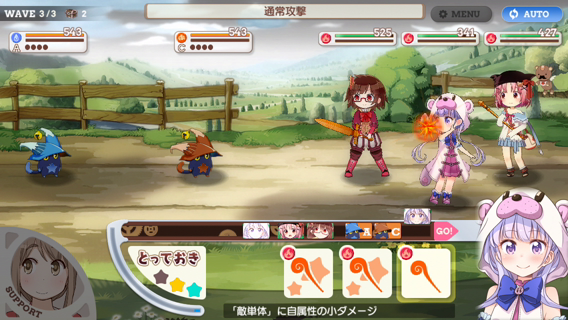 WAVE 3/3 2
通常攻撃
MENU
AUTO
543
A
543
C
525
341
427
A
C
GO!
とっておき
SUPPORT
「敵単体」に自属性の小ダメージ